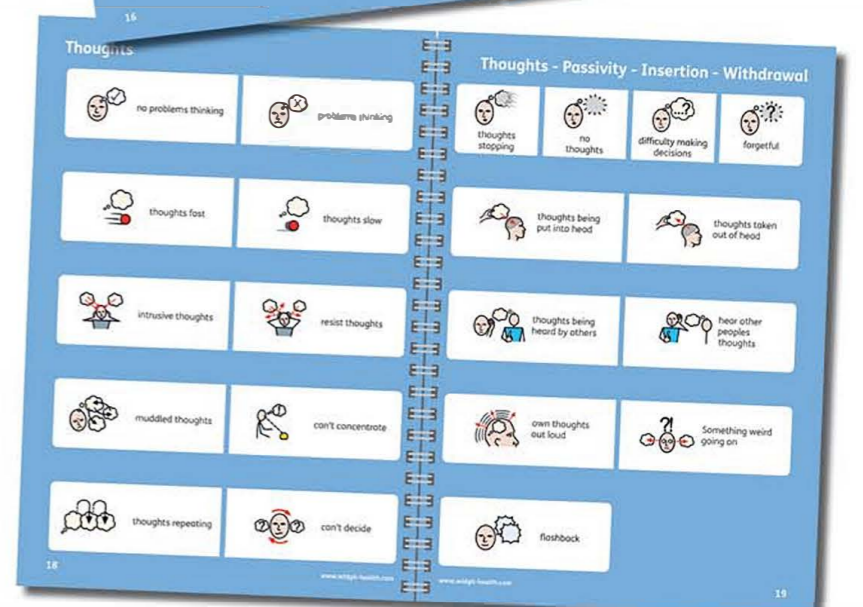 16
Thoughts
no problems thinking
problems thinking
thoughts fast
thoughts slow
intrusive thoughts
resist thoughts
muddled thoughts
can't concentrate
thoughts repeating
can't decide
18
www.widgit-health.com
Thoughts - Passivity - Insertion - Withdrawal
thoughts
stopping
no
thoughts
difficulty making
decisions
forgetful
thoughts being
put into head
thoughts taken
out of head
thoughts being
heard by others
hear other
peoples
thoughts
own thoughts
out loud
Something weird
going on
flashback
www.widgit-health.com
19